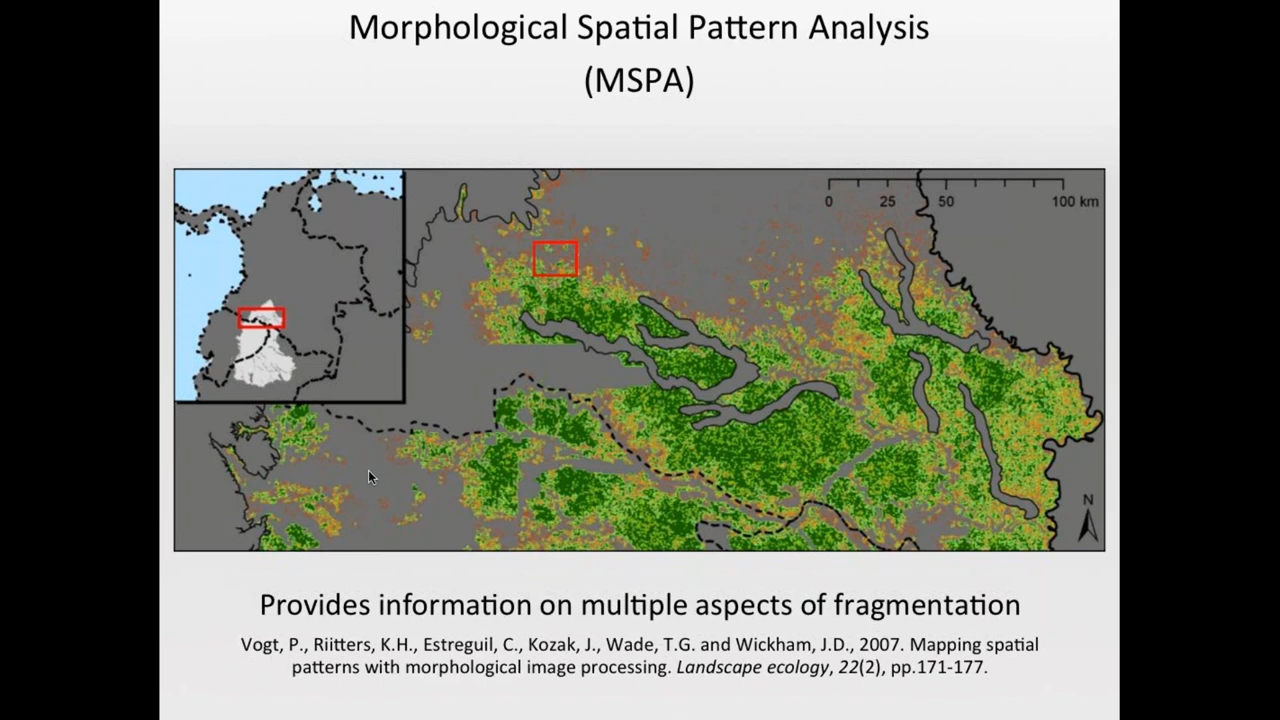 Morphological Spatial Pattern Analysis
(MSPA)
0 25 50 100 km
N
Provides information on multiple aspects of fragmentation
Vogt, P., Riitters, K.H., Estreguil, C., Kozak, J., Wade, T.G. and Wickham, J.D., 2007. Mapping spatial
patterns with morphological image processing. Landscape ecology, 22(2), pp.171-177.